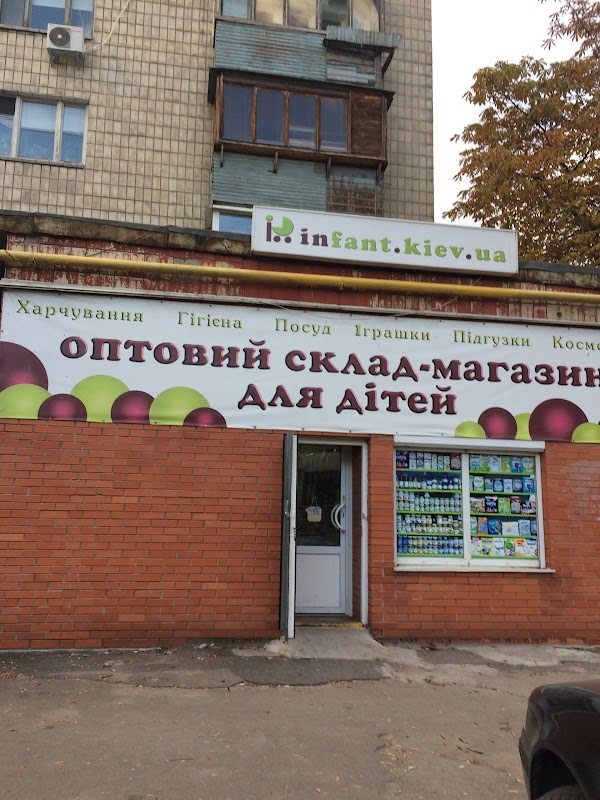 infant.kiev.ua
Харчування Гігієна Посуд Іграшки Підгузки
оптовий склад-магазин
для дітей